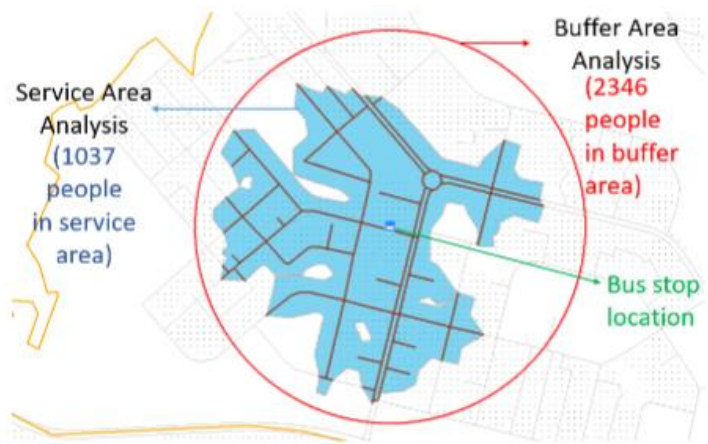 Buffer Area
Analysis
(2346
people
in buffer
area)
Service Area
Analysis
(1037
people
in service
area)
Bus stop
location